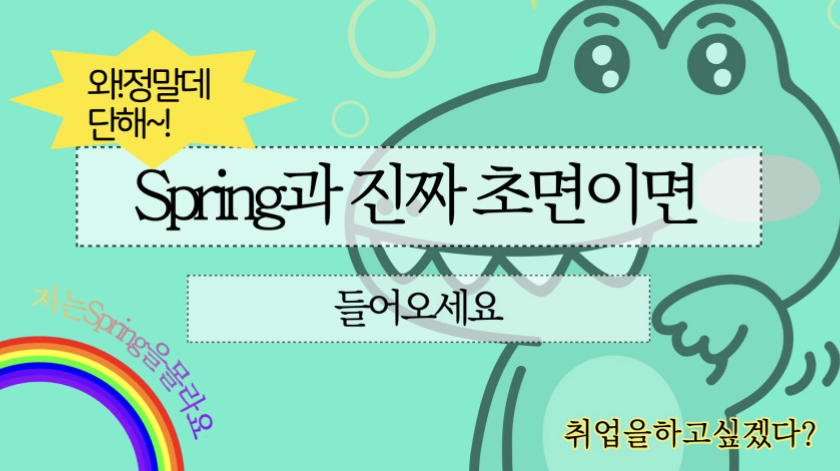 왜!정말데
단해~!
Spring과 진짜 초면이면
들어오세요
저는Spring을몰라요
취업을하고싶겠다?